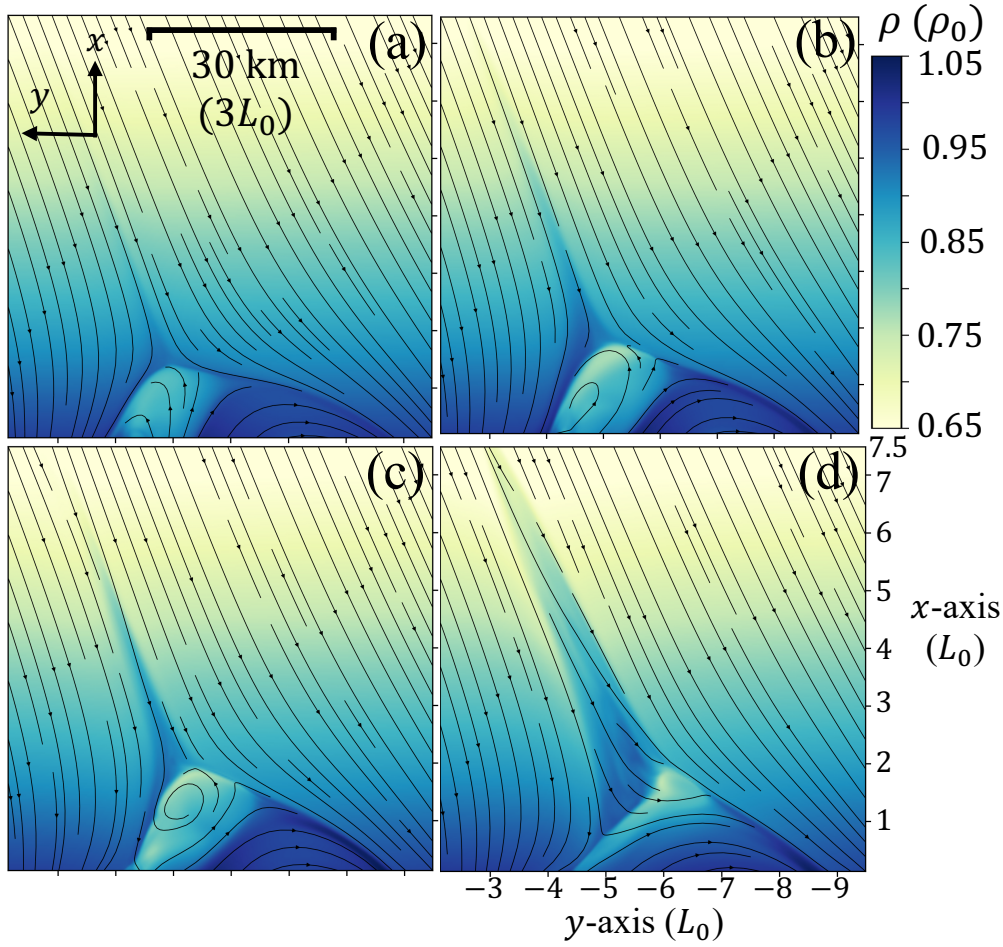 (a)
x
y
30 km
(3L₀)
(b)
ρ (ρ₀)
1.05
0.95
0.85
0.75
0.65
(c)
(d)
7.5
7
6
5
4
3
2
1
x-axis
(L₀)
−3 −4 −5 −6 −7 −8 −9
y-axis (L₀)